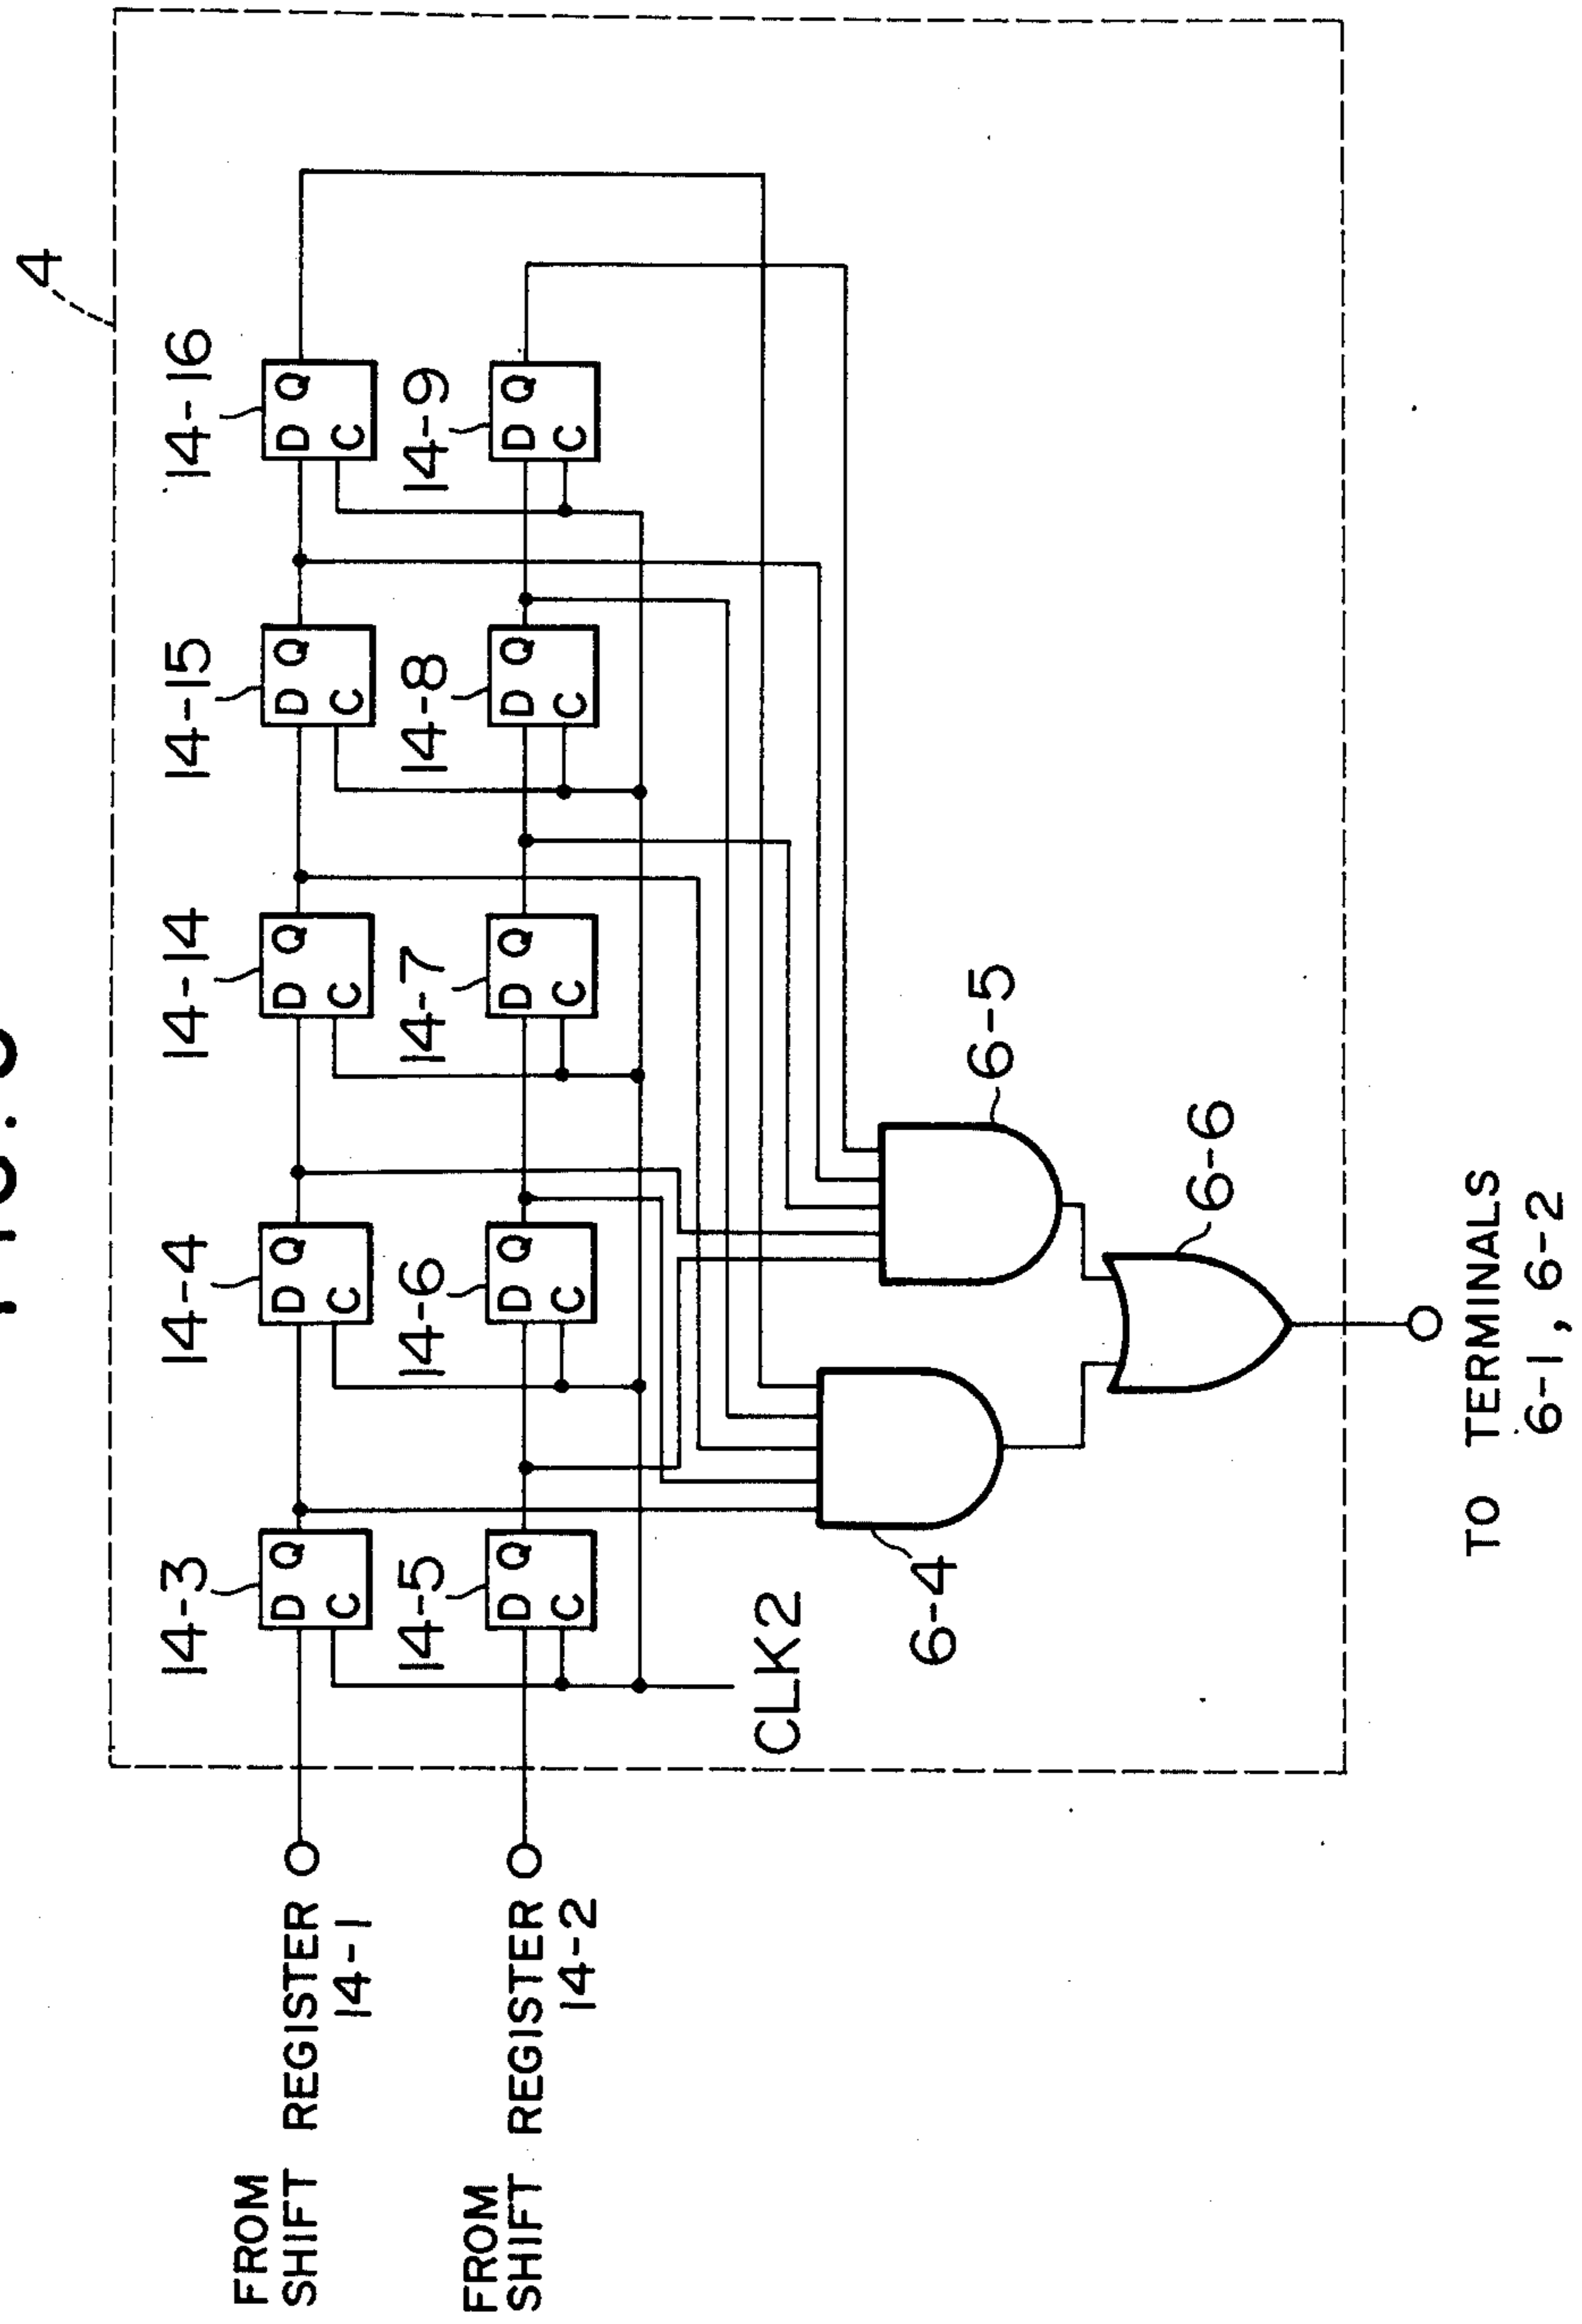 4
14-3 14-4 14-14 14-15 14-16
FROM
SHIFT REGISTER
14-1
D Q D Q D Q D Q D Q
C C C C C
14-5 14-6 14-7 14-8 14-9
FROM
SHIFT REGISTER
14-2
D Q D Q D Q D Q D Q
C C C C C
CLK2
6-4
6-5
6-6
TO TERMINALS
6-1, 6-2